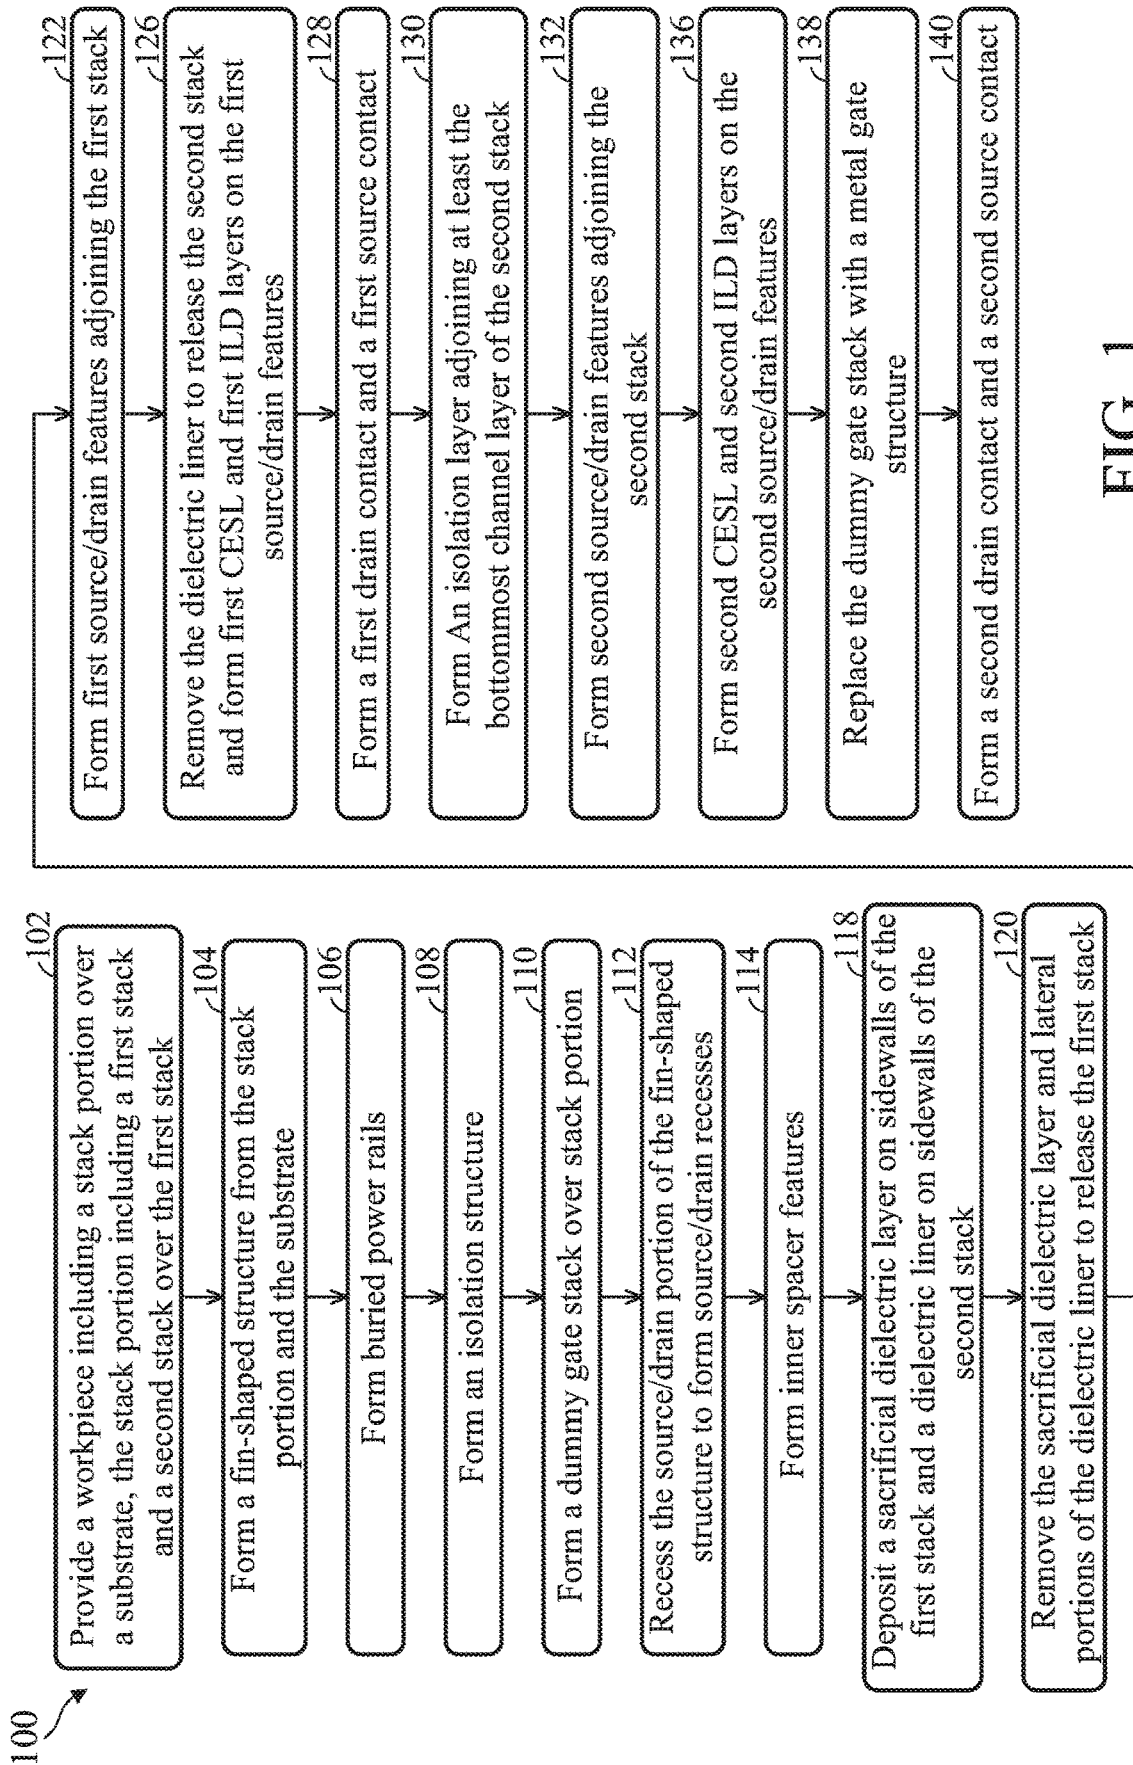 100
102
Provide a workpiece including a stack portion over
a substrate, the stack portion including a first stack
and a second stack over the first stack
104
Form a fin-shaped structure from the stack
portion and the substrate
106
Form buried power rails
108
Form an isolation structure
110
Form a dummy gate stack over stack portion
112
Recess the source/drain portion of the fin-shaped
structure to form source/drain recesses
114
Form inner spacer features
118
Deposit a sacrificial dielectric layer on sidewalls of the
first stack and a dielectric liner on sidewalls of the
second stack
120
Remove the sacrificial dielectric layer and lateral
portions of the dielectric liner to release the first stack
122
Form first source/drain features adjoining the first stack
126
Remove the dielectric liner to release the second stack
and form first CESL and first ILD layers on the first
source/drain features
128
Form a first drain contact and a first source contact
130
Form An isolation layer adjoining at least the
bottommost channel layer of the second stack
132
Form second source/drain features adjoining the
second stack
136
Form second CESL and second ILD layers on the
second source/drain features
138
Replace the dummy gate stack with a metal gate
structure
140
Form a second drain contact and a second source contact
FIG. 1